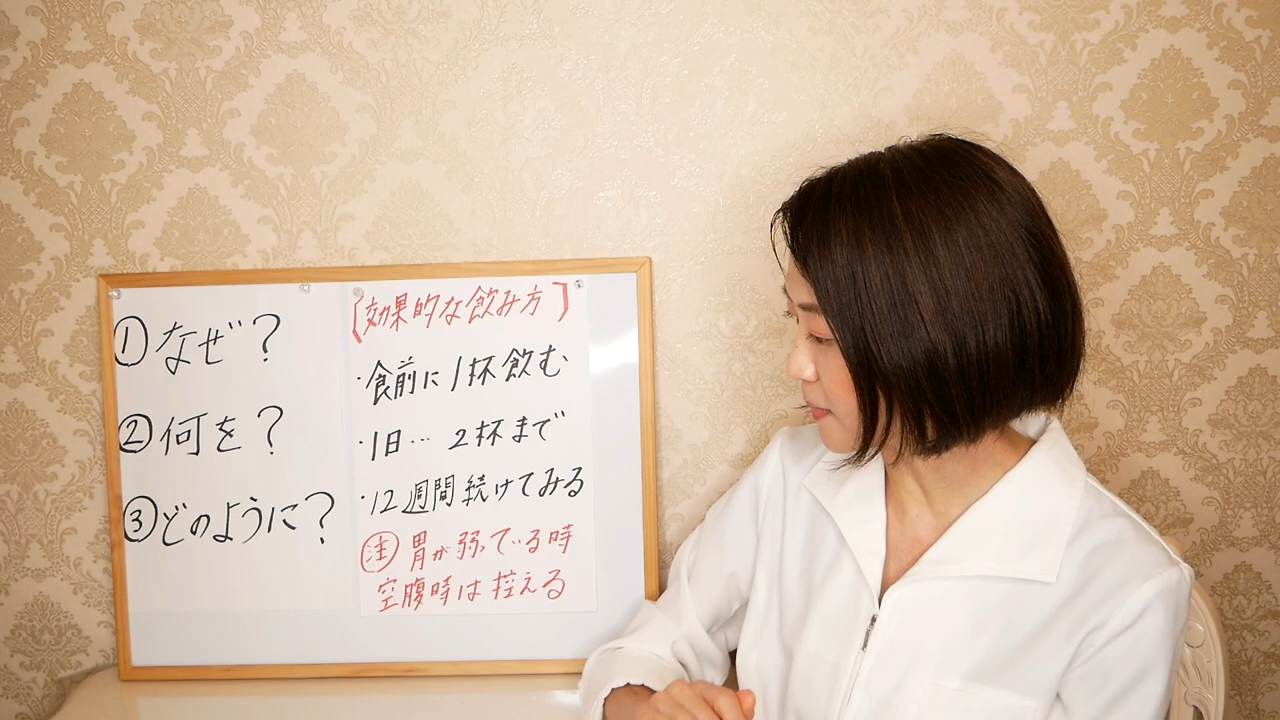 ①なぜ？
②何を？
③どのように？
[効果的な飲み方]
・食前に1杯飲む
・1日… 2杯まで
・12週間続けてみる
㊟ 胃が弱っている時
空腹時は控える